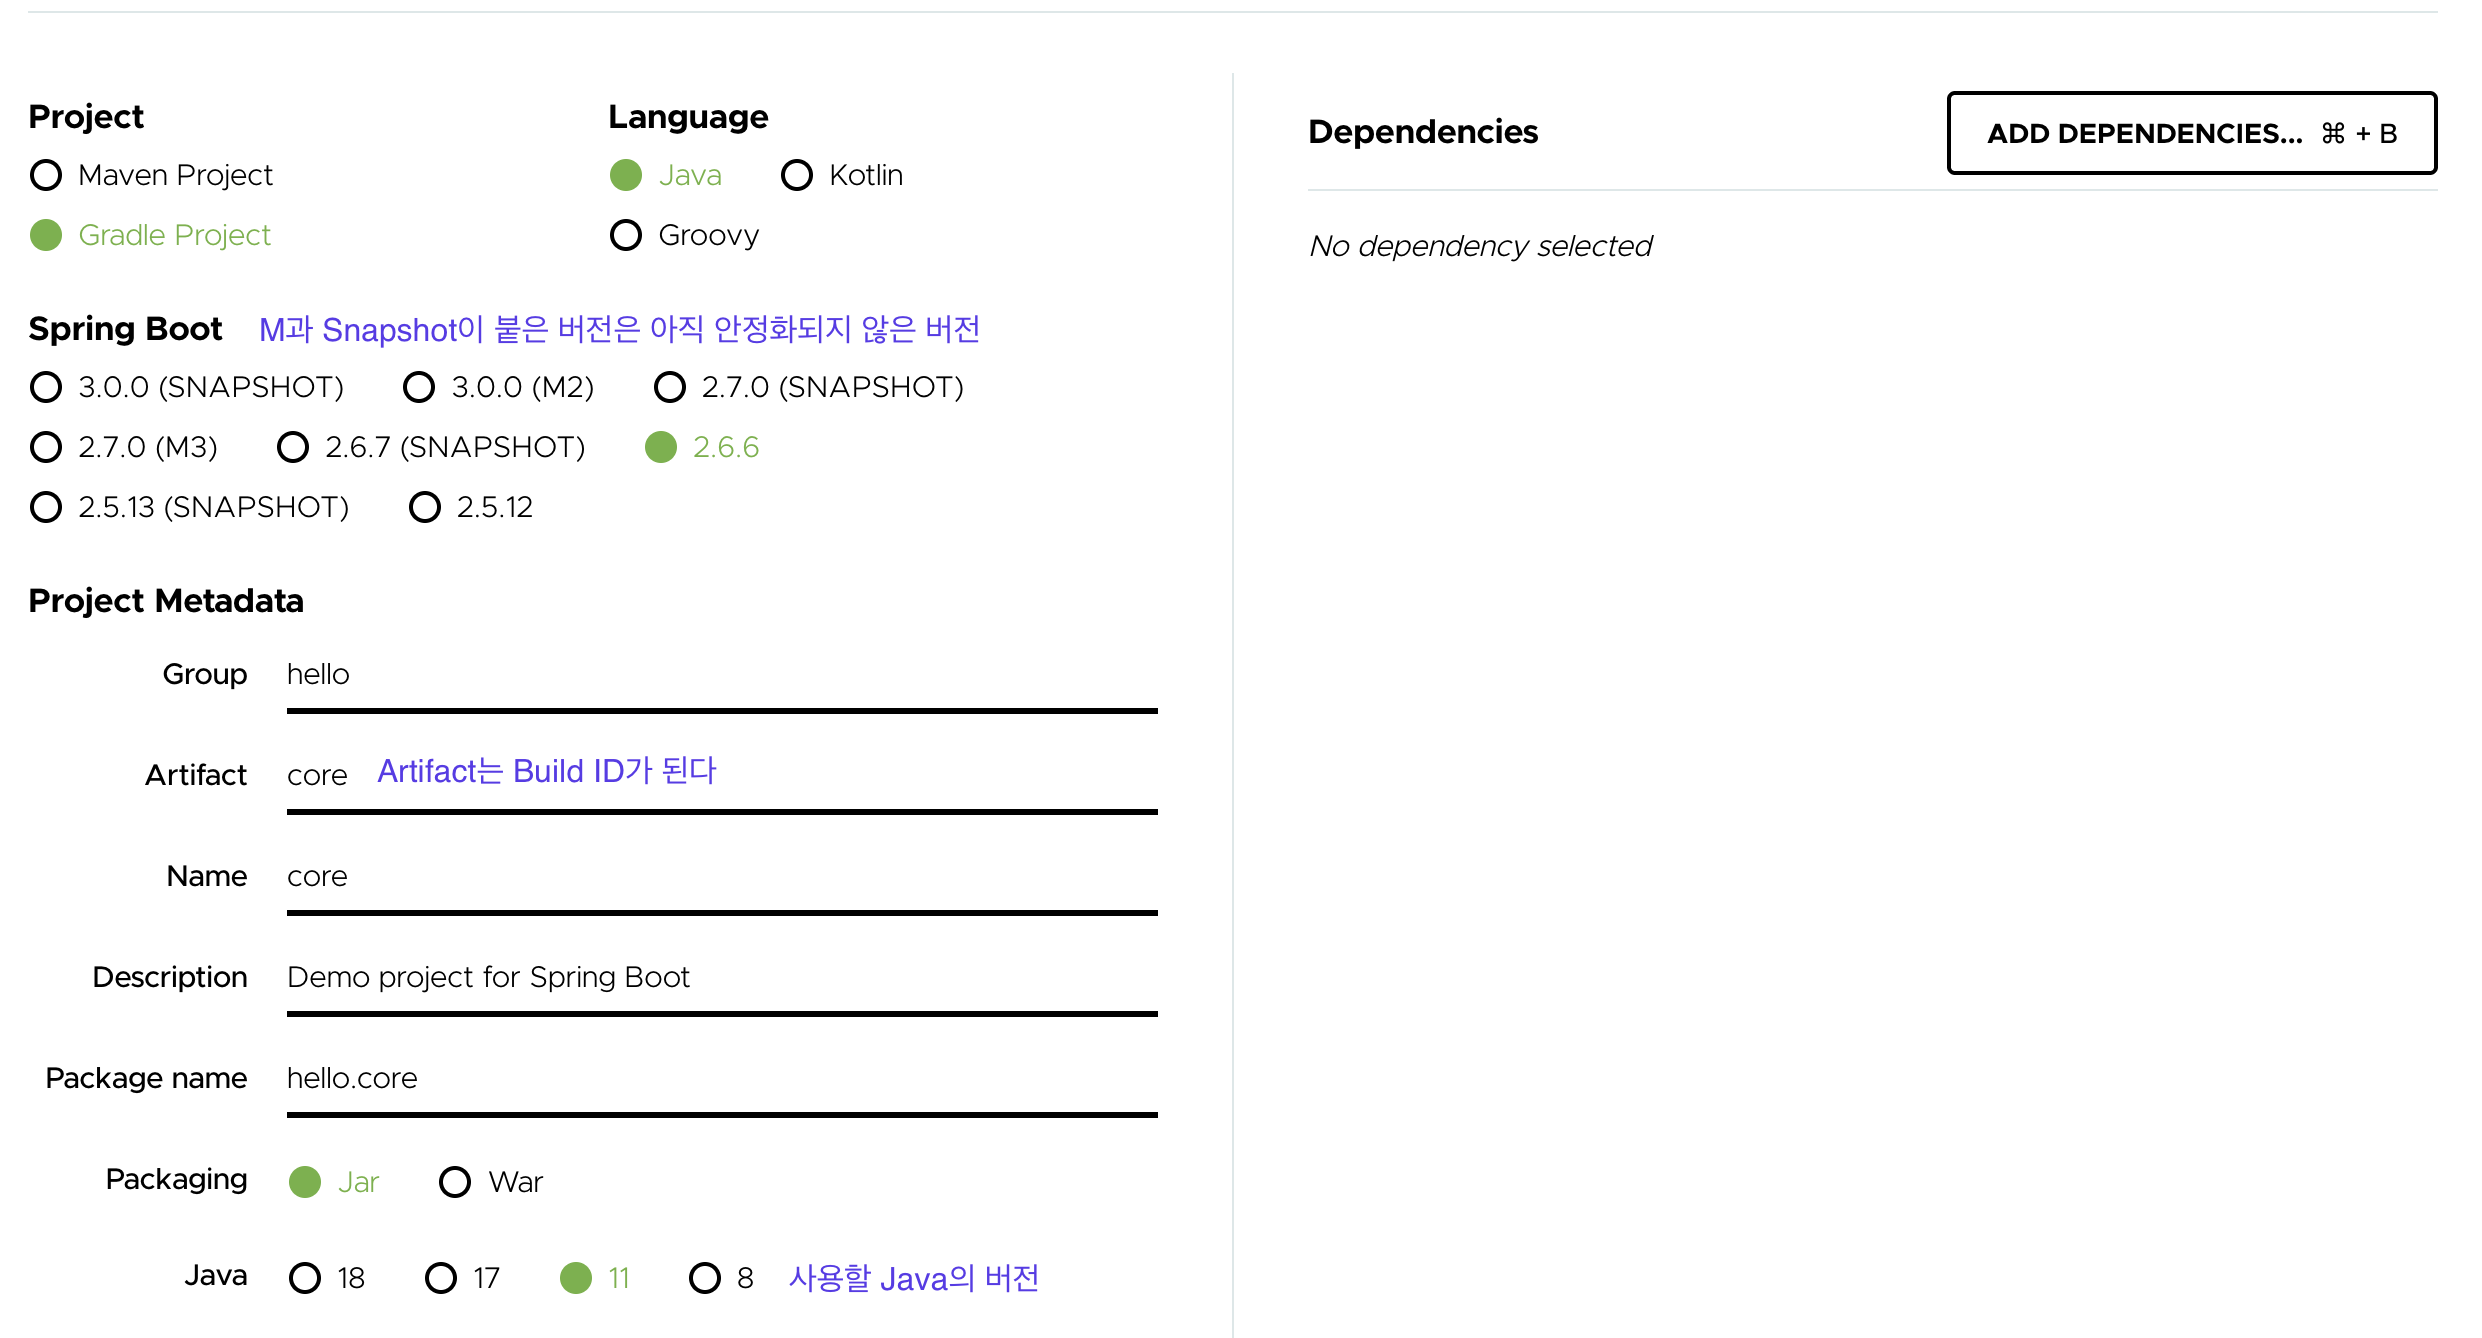 Project
Maven Project
Gradle Project
Language
Java Kotlin
Groovy
Spring Boot M과 Snapshot이 붙은 버전은 아직 안정화되지 않은 버전
3.0.0 (SNAPSHOT) 3.0.0 (M2) 2.7.0 (SNAPSHOT)
2.7.0 (M3) 2.6.7 (SNAPSHOT) 2.6.6
2.5.13 (SNAPSHOT) 2.5.12
Project Metadata
Group hello
Artifact core Artifact는 Build ID가 된다
Name core
Description Demo project for Spring Boot
Package name hello.core
Packaging Jar War
Java 18 17 11 8 사용할 Java의 버전
Dependencies ADD DEPENDENCIES... ⌘ + B
No dependency selected